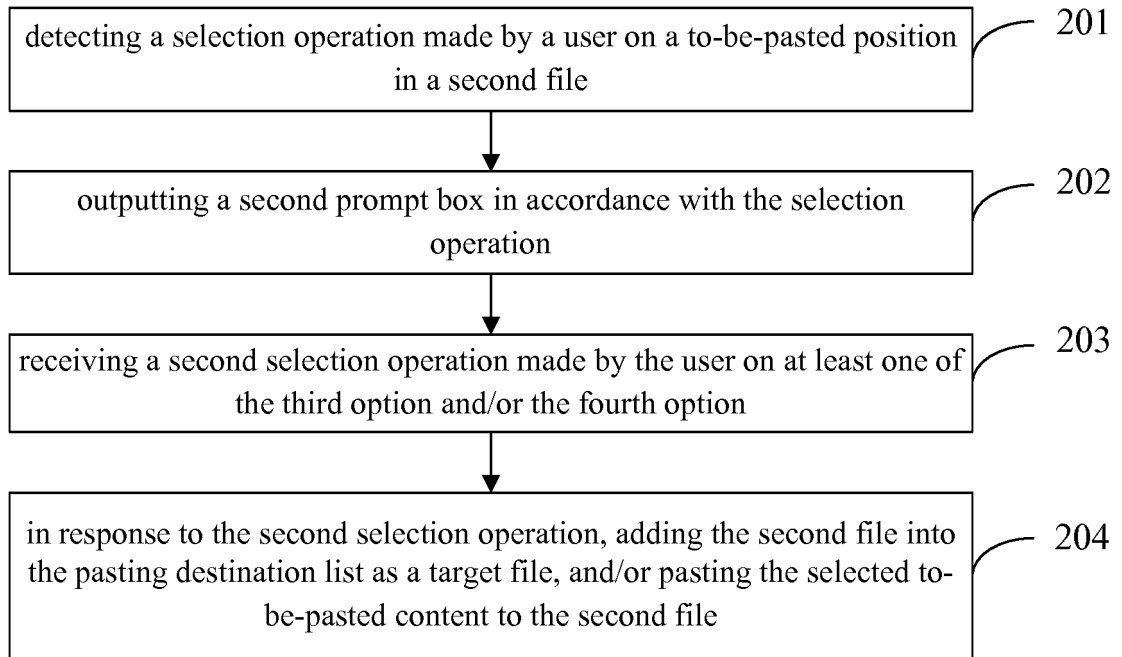 detecting a selection operation made by a user on a to-be-pasted position
in a second file
201
outputting a second prompt box in accordance with the selection
operation
202
receiving a second selection operation made by the user on at least one of
the third option and/or the fourth option
203
in response to the second selection operation, adding the second file into
the pasting destination list as a target file, and/or pasting the selected to-
be-pasted content to the second file
204